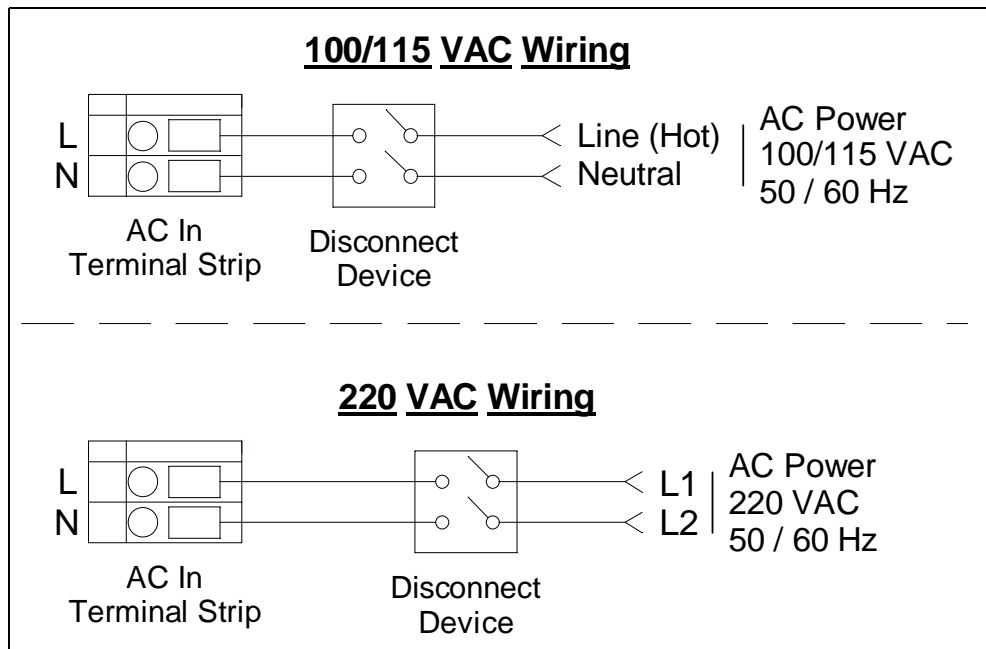 100/115 VAC Wiring
L
N
AC In
Terminal Strip
Disconnect
Device
Line (Hot)
Neutral
AC Power
100/115 VAC
50 / 60 Hz
220 VAC Wiring
L
N
AC In
Terminal Strip
Disconnect
Device
L1
L2
AC Power
220 VAC
50 / 60 Hz